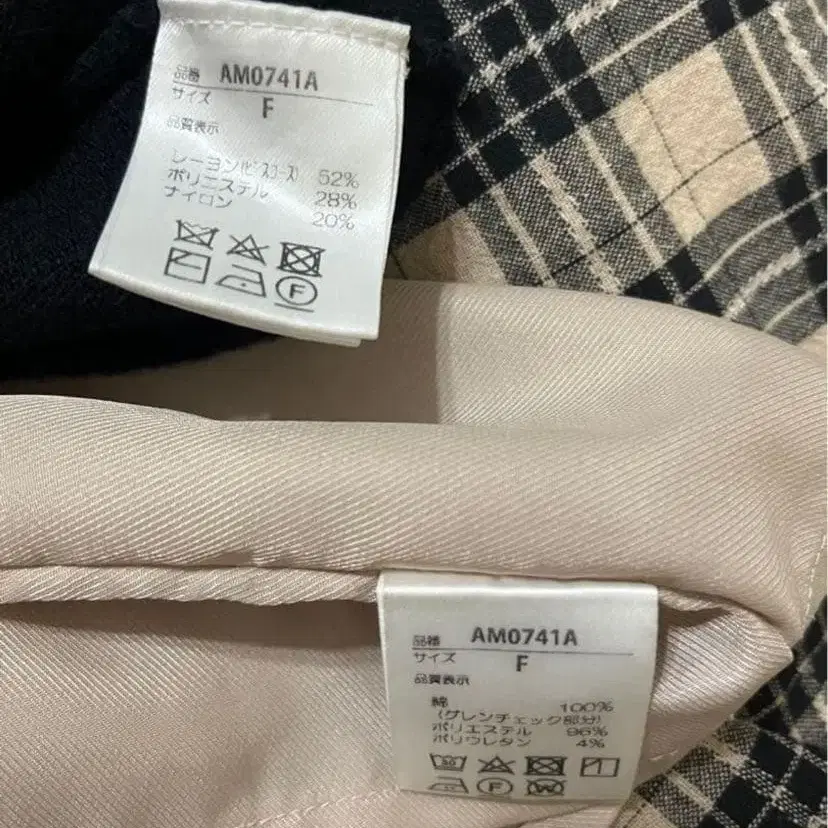 品番 AM0741A
サイズ F
品質表示
レーヨン(ビスコース) 52%
ポリエステル 28%
ナイロン 20%
F
品番 AM0741A
サイズ F
品質表示
綿 100%
(グレンチェック部分)
ポリエステル 96%
ポリウレタン 4%
30 1
F W